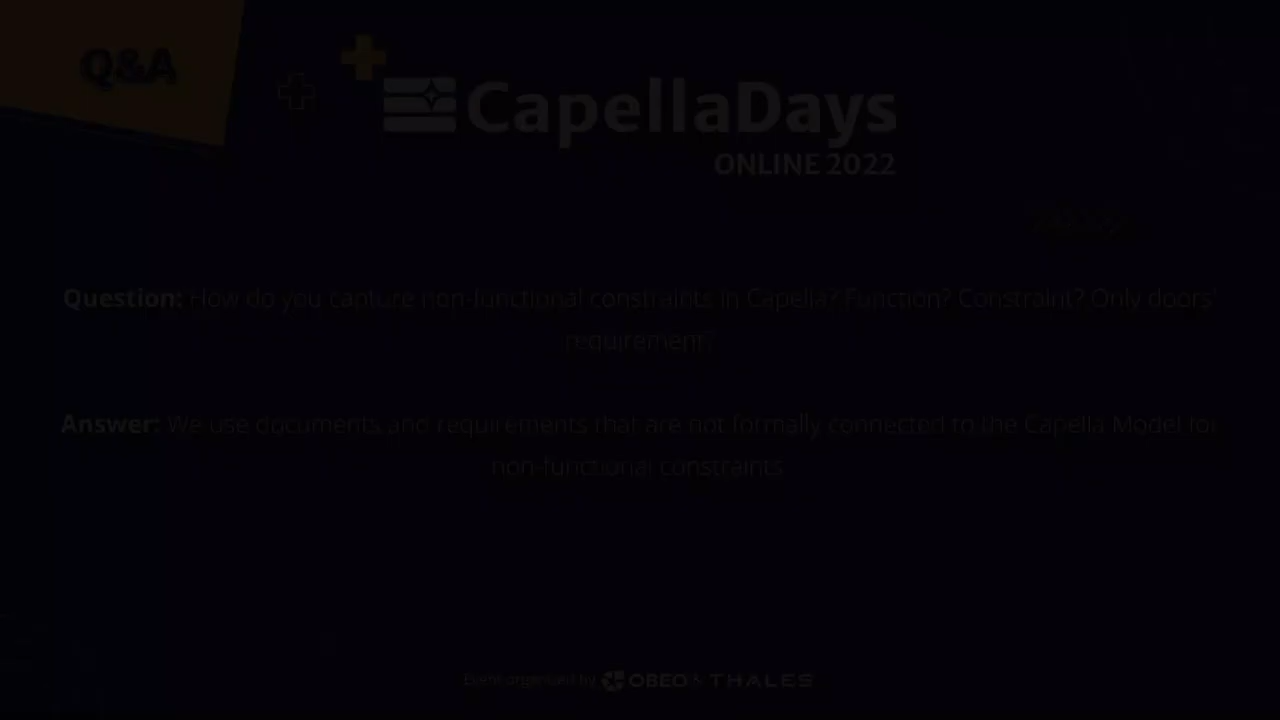 Q&A
CapellaDays
ONLINE 2022
Question: How do you capture non-functional constraints in Capella? Function? Constraint? Only doors'
requirement?
Answer: We use documents and requirements that are not formally connected to the Capella Model for
non-functional constraints
Event organised by OBEO & THALES